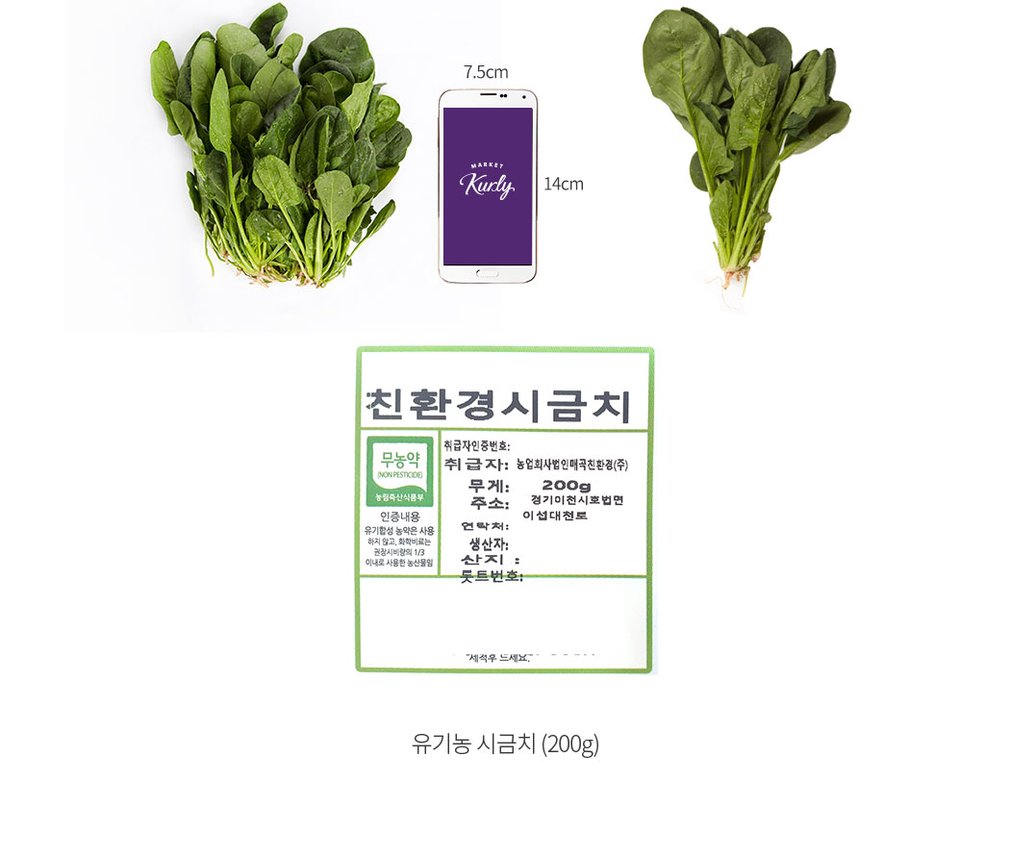 7.5cm
MARKET
Kurly
14cm
친환경시금치
무농약
(NON PESTICIDE)
농림축산식품부
인증내용
유기합성 농약은 사용
하지 않고, 화학비료는
권장시비량의 1/3
이내로 사용한 농산물임
취급자인증번호:
취급자: 농업회사법인매곡친환경(주)
무게: 200g
주소: 경기이천시호법면
이섭대천로
연락처:
생산자:
산지 :
롯트번호:
세척후 드세요.
유기농 시금치 (200g)